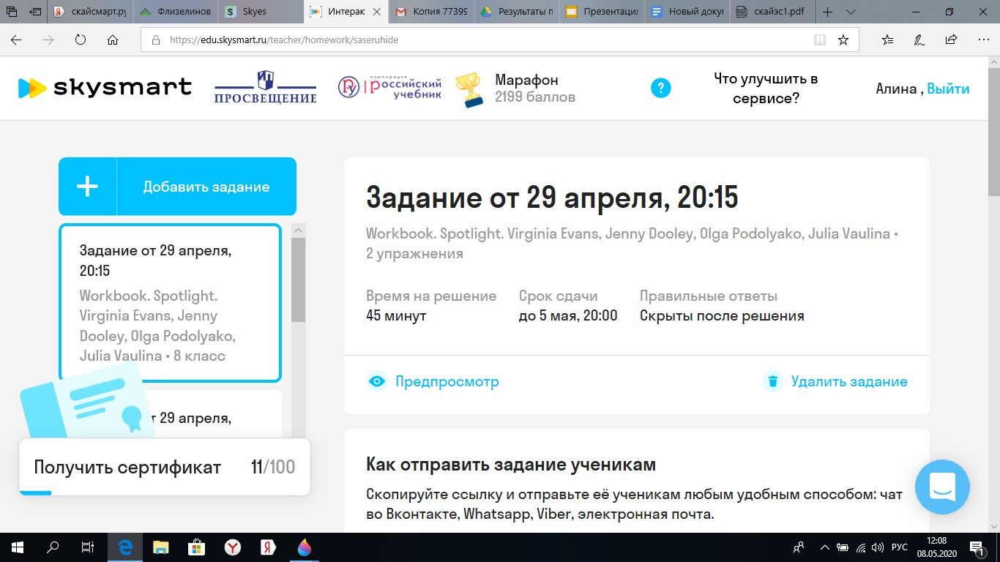 скайсмарт.ру
Флизелинов
Skyes
Интерак
Копия 77399
Результаты п
Презентаци
Новый доку
скайэс1.pdf
https://edu.skysmart.ru/teacher/homework/saseruhide
skysmart
ПРОСВЕЩЕНИЕ
корпорация
российский
учебник
Марафон
2199 баллов
?
Что улучшить в
сервисе?
Алина , Выйти
Добавить задание
Задание от 29 апреля,
20:15
Workbook. Spotlight.
Virginia Evans, Jenny
Dooley, Olga Podolyako,
Julia Vaulina • 8 класс
т 29 апреля,
Получить сертификат 11/100
Задание от 29 апреля, 20:15
Workbook. Spotlight. Virginia Evans, Jenny Dooley, Olga Podolyako, Julia Vaulina •
2 упражнения
Время на решение
45 минут
Срок сдачи
до 5 мая, 20:00
Правильные ответы
Скрыты после решения
Предпросмотр
Удалить задание
Как отправить задание ученикам
Скопируйте ссылку и отправьте её ученикам любым удобным способом: чат
во Вконтакте, Whatsapp, Viber, электронная почта.
РУС
12:08
08.05.2020
1